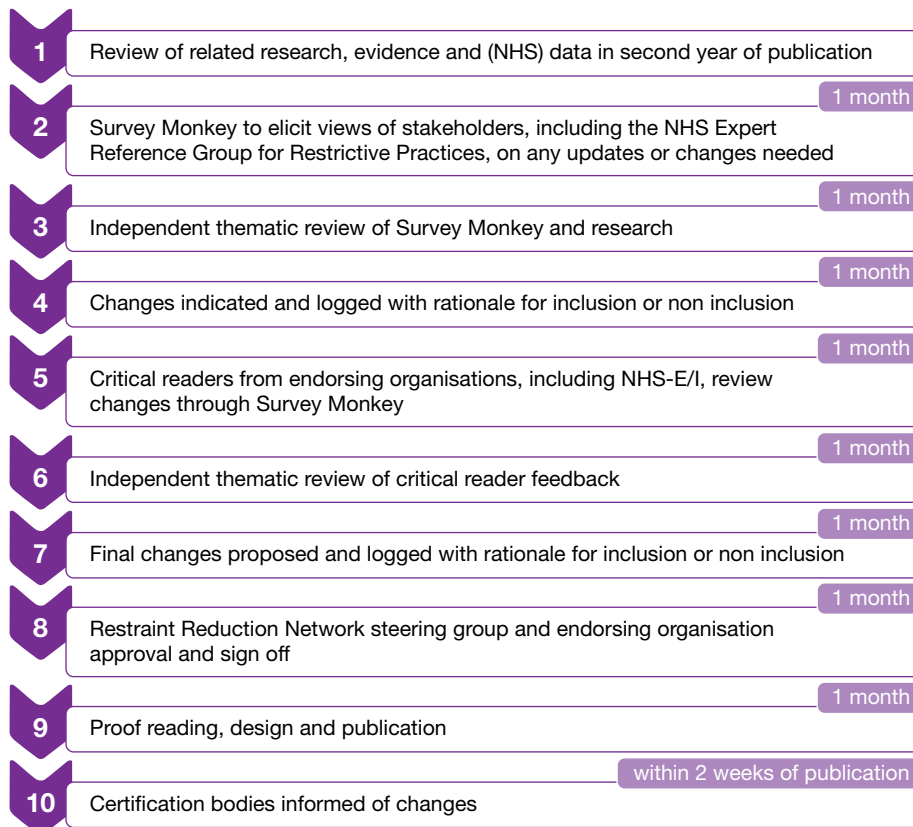 1
Review of related research, evidence and (NHS) data in second year of publication
1 month
2
Survey Monkey to elicit views of stakeholders, including the NHS Expert
Reference Group for Restrictive Practices, on any updates or changes needed
1 month
3
Independent thematic review of Survey Monkey and research
1 month
4
Changes indicated and logged with rationale for inclusion or non inclusion
1 month
5
Critical readers from endorsing organisations, including NHS-E/I, review
changes through Survey Monkey
1 month
6
Independent thematic review of critical reader feedback
1 month
7
Final changes proposed and logged with rationale for inclusion or non inclusion
1 month
8
Restraint Reduction Network steering group and endorsing organisation
approval and sign off
1 month
9
Proof reading, design and publication
within 2 weeks of publication
10
Certification bodies informed of changes